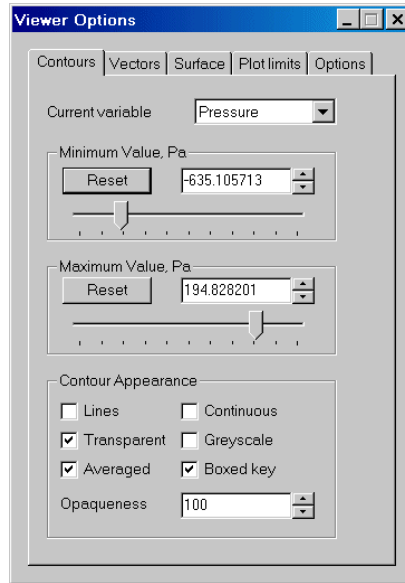 Viewer Options
Contours Vectors Surface Plot limits Options
Current variable Pressure
Minimum Value, Pa
Reset -635.105713
Maximum Value, Pa
Reset 194.828201
Contour Appearance
Lines Continuous
Transparent Greyscale
Averaged Boxed key
Opaqueness 100